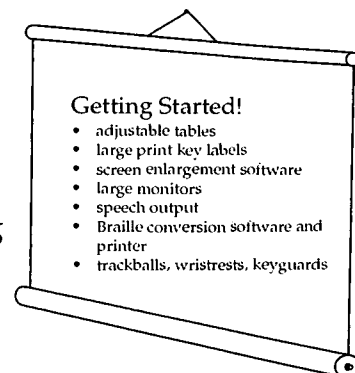 Getting Started!
• adjustable tables
• large print key labels
• screen enlargement software
• large monitors
• speech output
• Braille conversion software and
printer
• trackballs, wristrests, keyguards